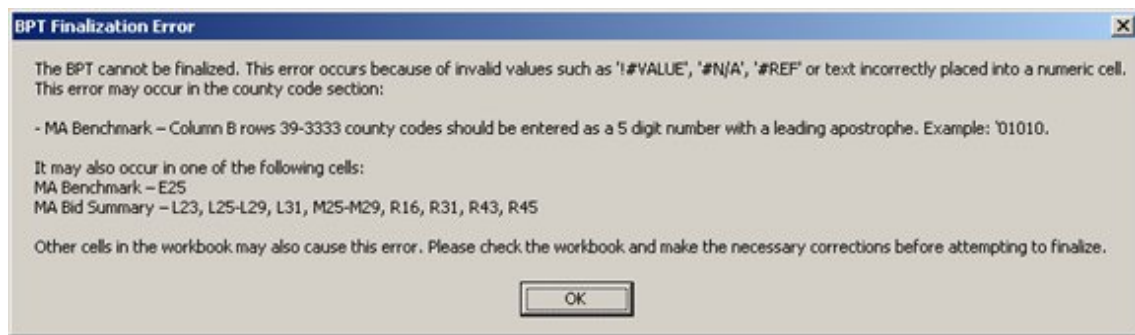 BPT Finalization Error
The BPT cannot be finalized. This error occurs because of invalid values such as '!#VALUE', '#N/A', '#REF' or text incorrectly placed into a numeric cell.
This error may occur in the county code section:
- MA Benchmark – Column B rows 39-3333 county codes should be entered as a 5 digit number with a leading apostrophe. Example: '01010.
It may also occur in one of the following cells:
MA Benchmark – E25
MA Bid Summary – L23, L25-L29, L31, M25-M29, R16, R31, R43, R45
Other cells in the workbook may also cause this error. Please check the workbook and make the necessary corrections before attempting to finalize.
OK